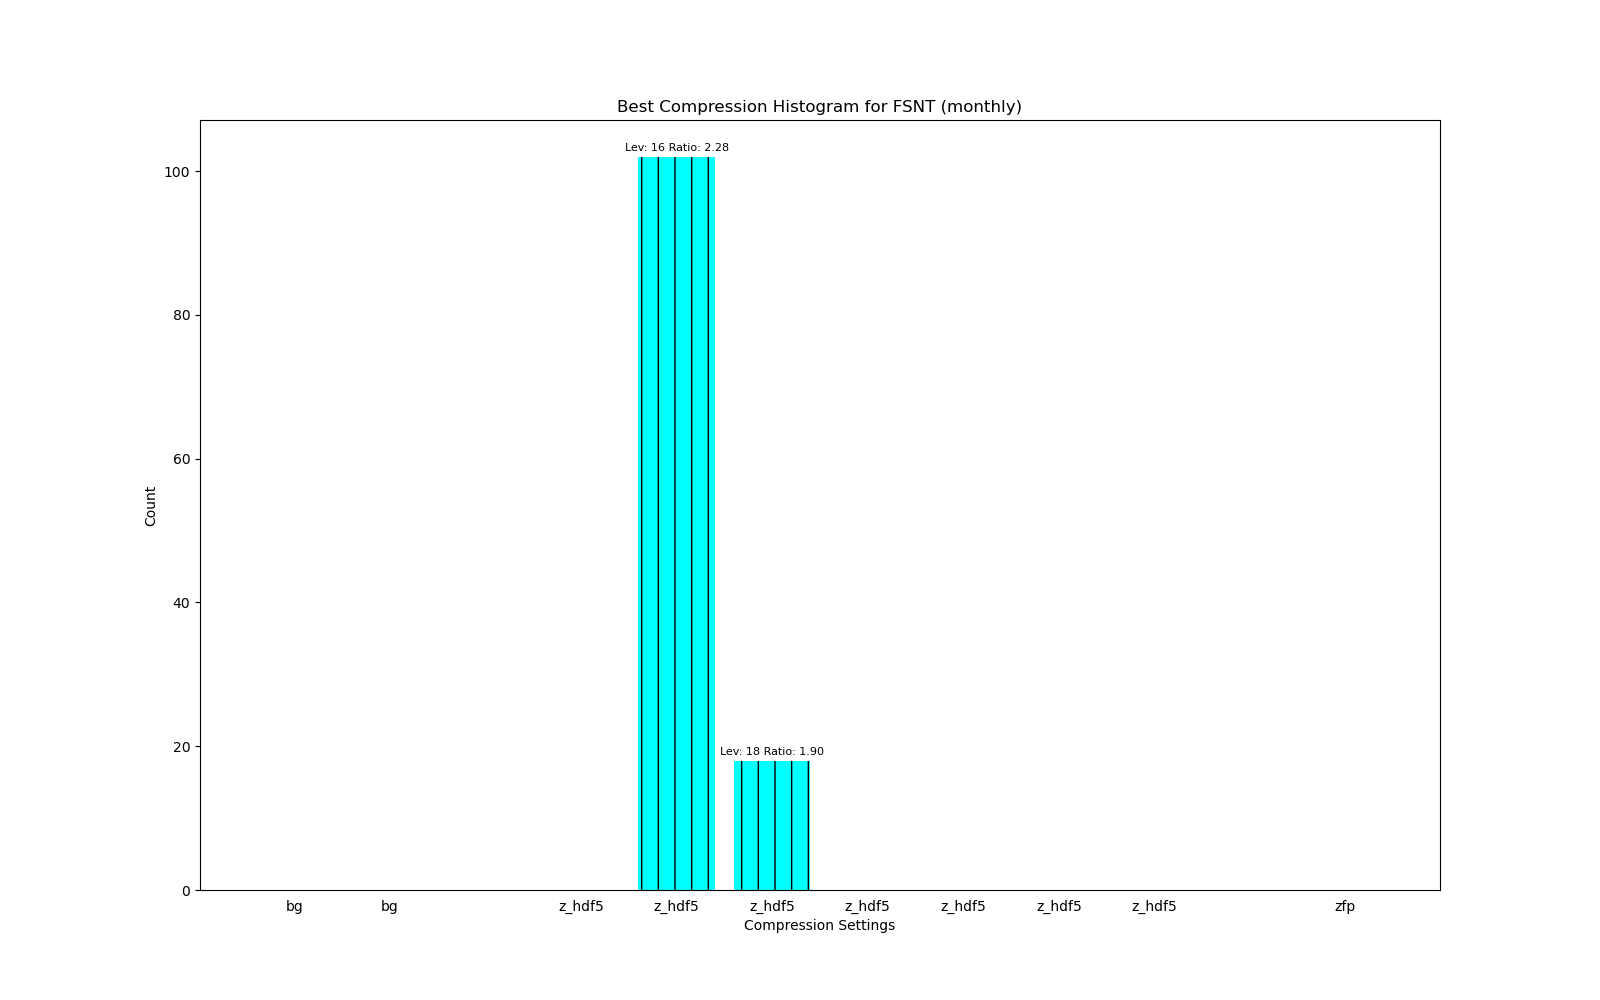 Best Compression Histogram for FSNT (monthly)
Lev: 16 Ratio: 2.28
100
80
60
Count
40
Lev: 18 Ratio: 1.90
20
0
bg bg z_hdf5 z_hdf5 z_hdf5 z_hdf5 z_hdf5 z_hdf5 z_hdf5 zfp
Compression Settings